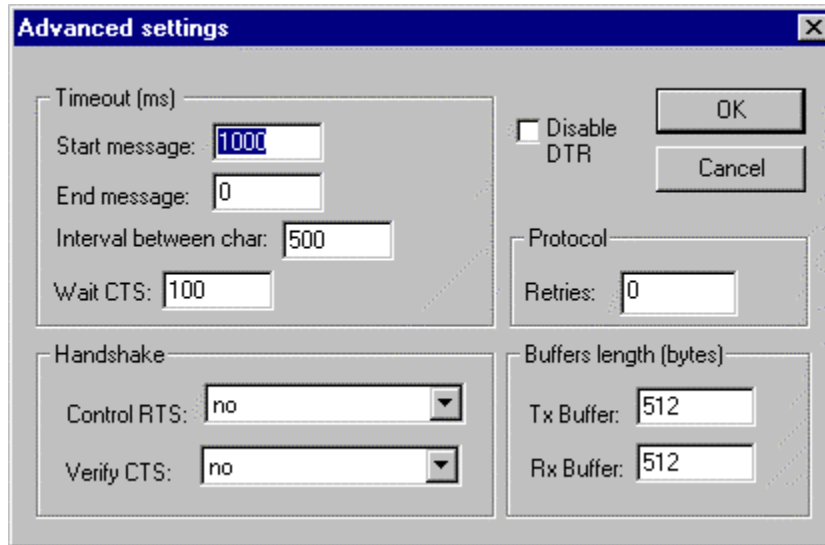 Advanced settings
Timeout (ms)
Start message: 1000
End message: 0
Interval between char: 500
Wait CTS: 100
Disable
DTR
OK
Cancel
Protocol
Retries: 0
Handshake
Control RTS: no
Verify CTS: no
Buffers length (bytes)
Tx Buffer: 512
Rx Buffer: 512